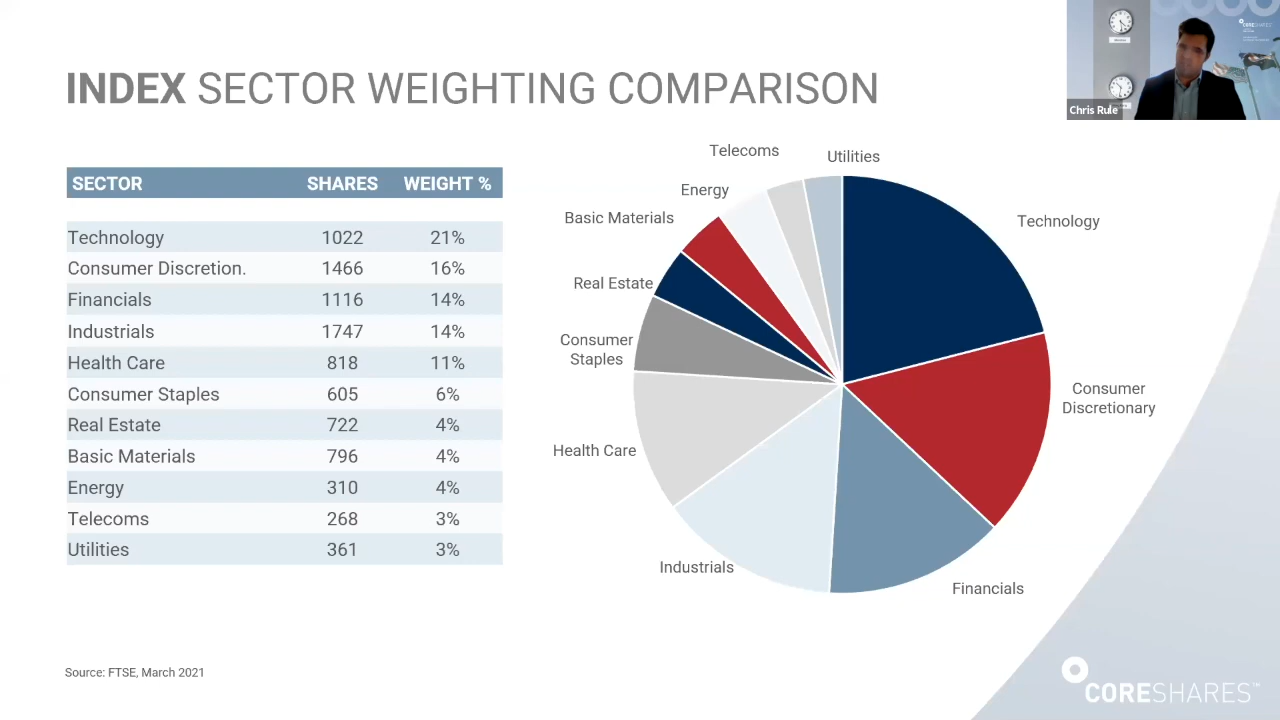 INDEX SECTOR WEIGHTING COMPARISON
Chris Rule
SECTOR SHARES WEIGHT %
Technology 1022 21%
Consumer Discretion. 1466 16%
Financials 1116 14%
Industrials 1747 14%
Health Care 818 11%
Consumer Staples 605 6%
Real Estate 722 4%
Basic Materials 796 4%
Energy 310 4%
Telecoms 268 3%
Utilities 361 3%
Telecoms
Utilities
Energy
Basic Materials
Technology
Real Estate
Consumer
Staples
Consumer
Discretionary
Health Care
Industrials
Financials
Source: FTSE, March 2021
CORESHARES™